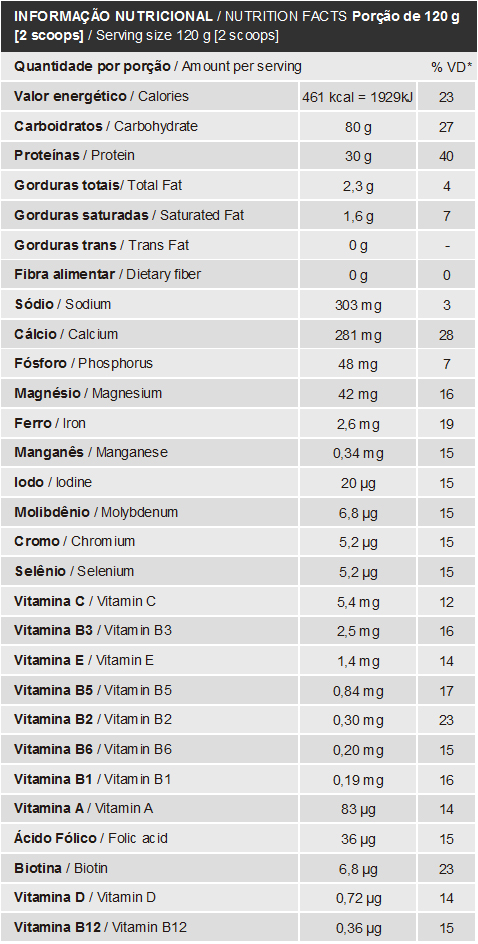 INFORMAÇÃO NUTRICIONAL / NUTRITION FACTS Porção de 120 g
[2 scoops] / Serving size 120 g [2 scoops]
Quantidade por porção / Amount per serving % VD*
Valor energético / Calories 461 kcal = 1929kJ 23
Carboidratos / Carbohydrate 80 g 27
Proteínas / Protein 30 g 40
Gorduras totais/ Total Fat 2,3 g 4
Gorduras saturadas / Saturated Fat 1,6 g 7
Gorduras trans / Trans Fat 0 g -
Fibra alimentar / Dietary fiber 0 g 0
Sódio / Sodium 303 mg 3
Cálcio / Calcium 281 mg 28
Fósforo / Phosphorus 48 mg 7
Magnésio / Magnesium 42 mg 16
Ferro / Iron 2,6 mg 19
Manganês / Manganese 0,34 mg 15
Iodo / Iodine 20 µg 15
Molibdênio / Molybdenum 6,8 µg 15
Cromo / Chromium 5,2 µg 15
Selênio / Selenium 5,2 µg 15
Vitamina C / Vitamin C 5,4 mg 12
Vitamina B3 / Vitamin B3 2,5 mg 16
Vitamina E / Vitamin E 1,4 mg 14
Vitamina B5 / Vitamin B5 0,84 mg 17
Vitamina B2 / Vitamin B2 0,30 mg 23
Vitamina B6 / Vitamin B6 0,20 mg 15
Vitamina B1 / Vitamin B1 0,19 mg 16
Vitamina A / Vitamin A 83 µg 14
Ácido Fólico / Folic acid 36 µg 15
Biotina / Biotin 6,8 µg 23
Vitamina D / Vitamin D 0,72 µg 14
Vitamina B12 / Vitamin B12 0,36 µg 15